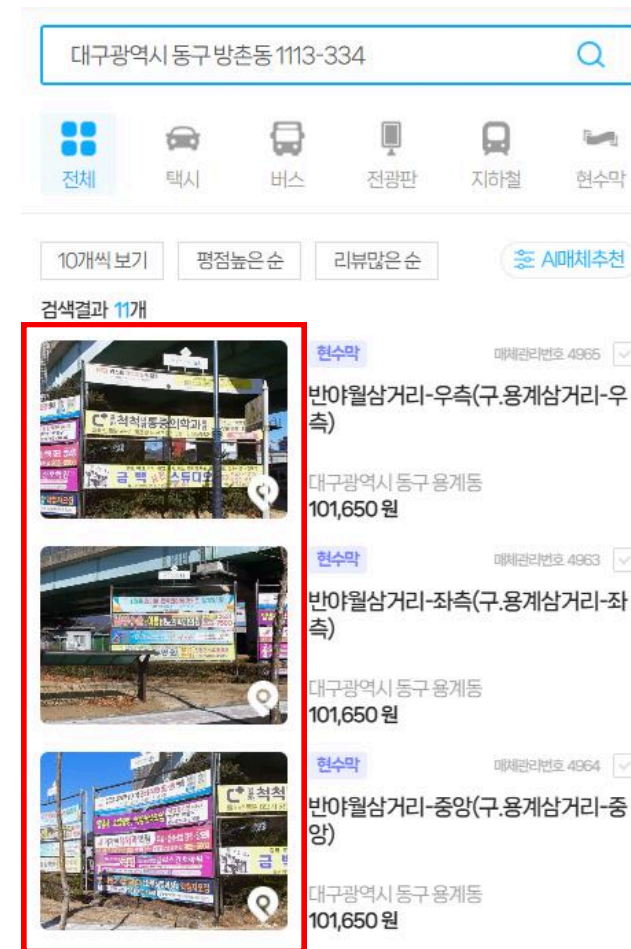 대구광역시 동구 방촌동 1113-334
전체 택시 버스 전광판 지하철 현수막
10개씩 보기 평점높은 순 리뷰많은 순 AI매체추천
검색결과 11개
현수막 매체관리번호 4965
반야월삼거리-우측(구.용계삼거리-우
측)
대구광역시 동구 용계동
101,650 원
현수막 매체관리번호 4963
반야월삼거리-좌측(구.용계삼거리-좌
측)
대구광역시 동구 용계동
101,650 원
현수막 매체관리번호 4964
반야월삼거리-중앙(구.용계삼거리-중
앙)
대구광역시 동구 용계동
101,650 원